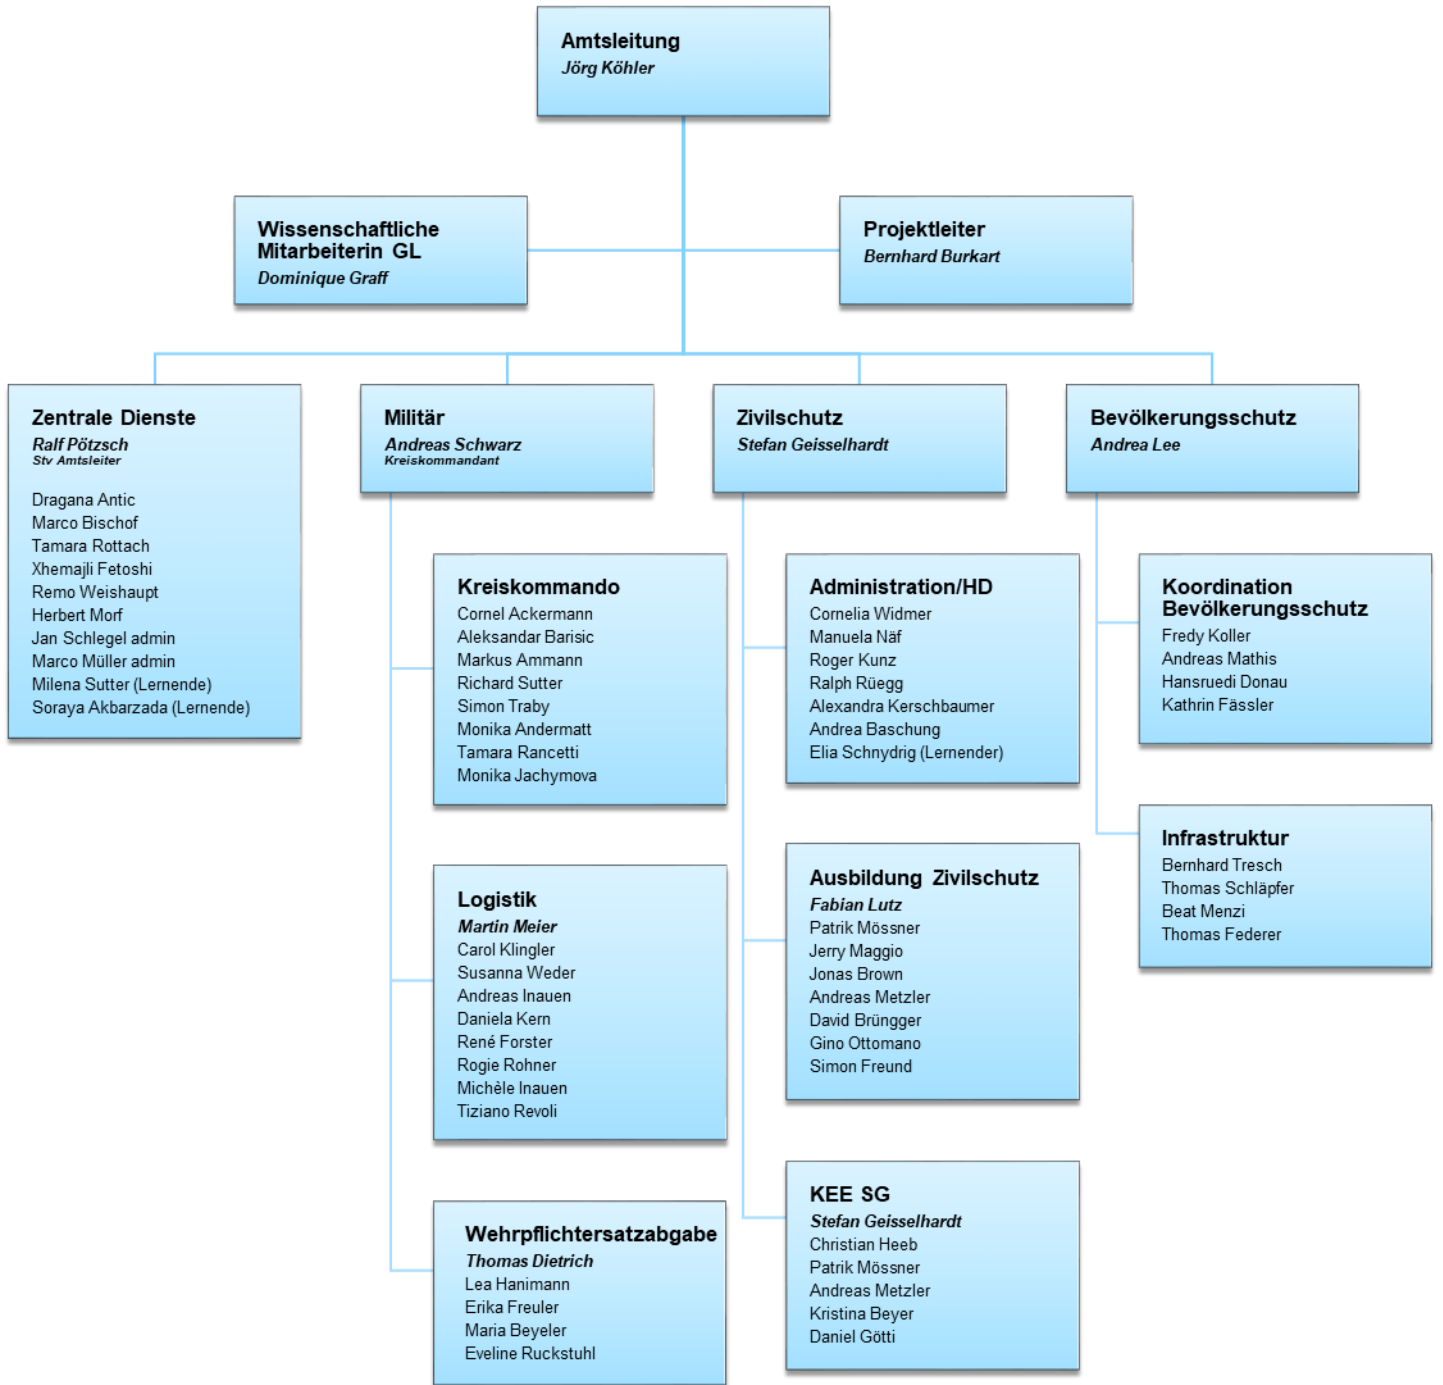 Amtsleitung
Jörg Köhler
Wissenschaftliche
Mitarbeiterin GL
Dominique Graff
Projektleiter
Bernhard Burkart
Zentrale Dienste
Ralf Pötzsch
Stv Amtsleiter
Dragana Antic
Marco Bischof
Tamara Rottach
Xhemajli Fetoshi
Remo Weishaupt
Herbert Morf
Jan Schlegel admin
Marco Müller admin
Milena Sutter (Lernende)
Soraya Akbarzada (Lernende)
Militär
Andreas Schwarz
Kreiskommandant
Kreiskommando
Cornel Ackermann
Aleksandar Barisic
Markus Ammann
Richard Sutter
Simon Traby
Monika Andermatt
Tamara Rancetti
Monika Jachymova
Logistik
Martin Meier
Carol Klingler
Susanna Weder
Andreas Inauen
Daniela Kern
René Forster
Rogie Rohner
Michèle Inauen
Tiziano Revoli
Wehrpflichtersatzabgabe
Thomas Dietrich
Lea Hanimann
Erika Freuler
Maria Beyeler
Eveline Ruckstuhl
Zivilschutz
Stefan Geisselhardt
Administration/HD
Cornelia Widmer
Manuela Näf
Roger Kunz
Ralph Rüegg
Alexandra Kerschbaumer
Andrea Baschung
Elia Schnydrig (Lernender)
Ausbildung Zivilschutz
Fabian Lutz
Patrik Mössner
Jerry Maggio
Jonas Brown
Andreas Metzler
David Brüngger
Gino Ottomano
Simon Freund
KEE SG
Stefan Geisselhardt
Christian Heeb
Patrik Mössner
Andreas Metzler
Kristina Beyer
Daniel Götti
Bevölkerungsschutz
Andrea Lee
Koordination
Bevölkerungsschutz
Fredy Koller
Andreas Mathis
Hansruedi Donau
Kathrin Fässler
Infrastruktur
Bernhard Tresch
Thomas Schläpfer
Beat Menzi
Thomas Federer